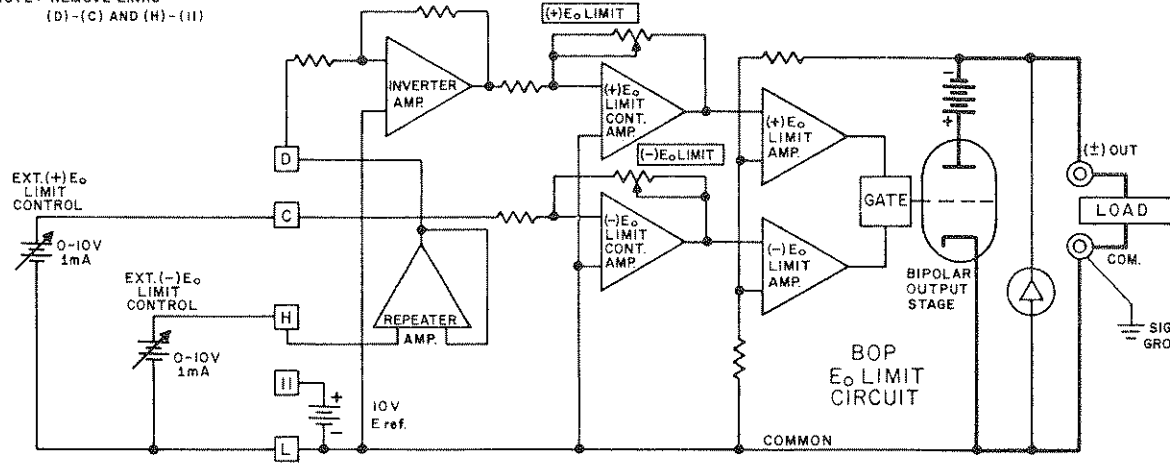 (D)-(C) AND (H)-(11)
(+)E₀ LIMIT
INVERTER
AMP.
(+)E₀
LIMIT
CONT.
AMP.
(+)E₀
LIMIT
AMP.
(-)E₀ LIMIT
(-)E₀
LIMIT
CONT.
AMP.
(-)E₀
LIMIT
AMP.
GATE
-
+
BIPOLAR
OUTPUT
STAGE
(±) OUT
LOAD
COM.
D
EXT.(+)E₀
LIMIT
CONTROL
C
0-10V
1mA
EXT.(-)E₀
LIMIT
CONTROL
H
REPEATER
AMP.
0-10V
1mA
11
+
-
10V
E ref.
L
BOP
E₀ LIMIT
CIRCUIT
COMMON